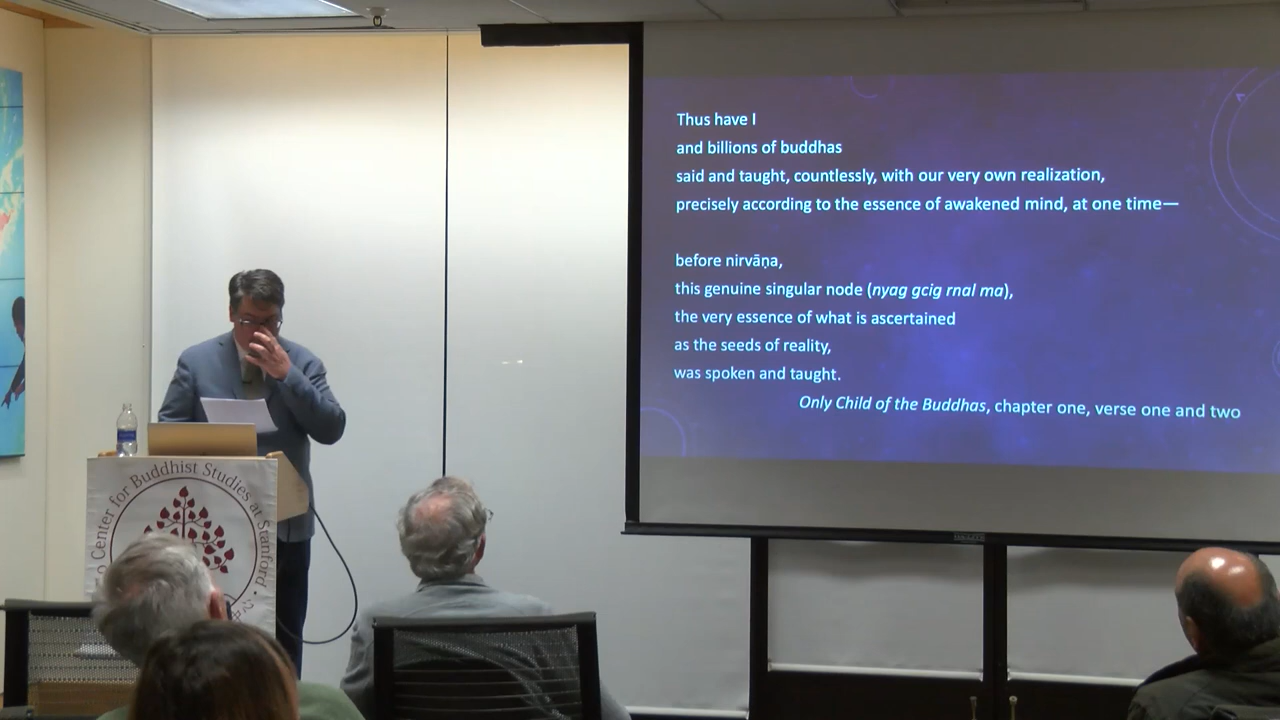 Thus have I
and billions of buddhas
said and taught, countlessly, with our very own realization,
precisely according to the essence of awakened mind, at one time—
before nirvāṇa,
this genuine singular node (nyag gcig rnal ma),
the very essence of what is ascertained
as the seeds of reality,
was spoken and taught.
Only Child of the Buddhas, chapter one, verse one and two
Center for Buddhist Studies at Stanford •